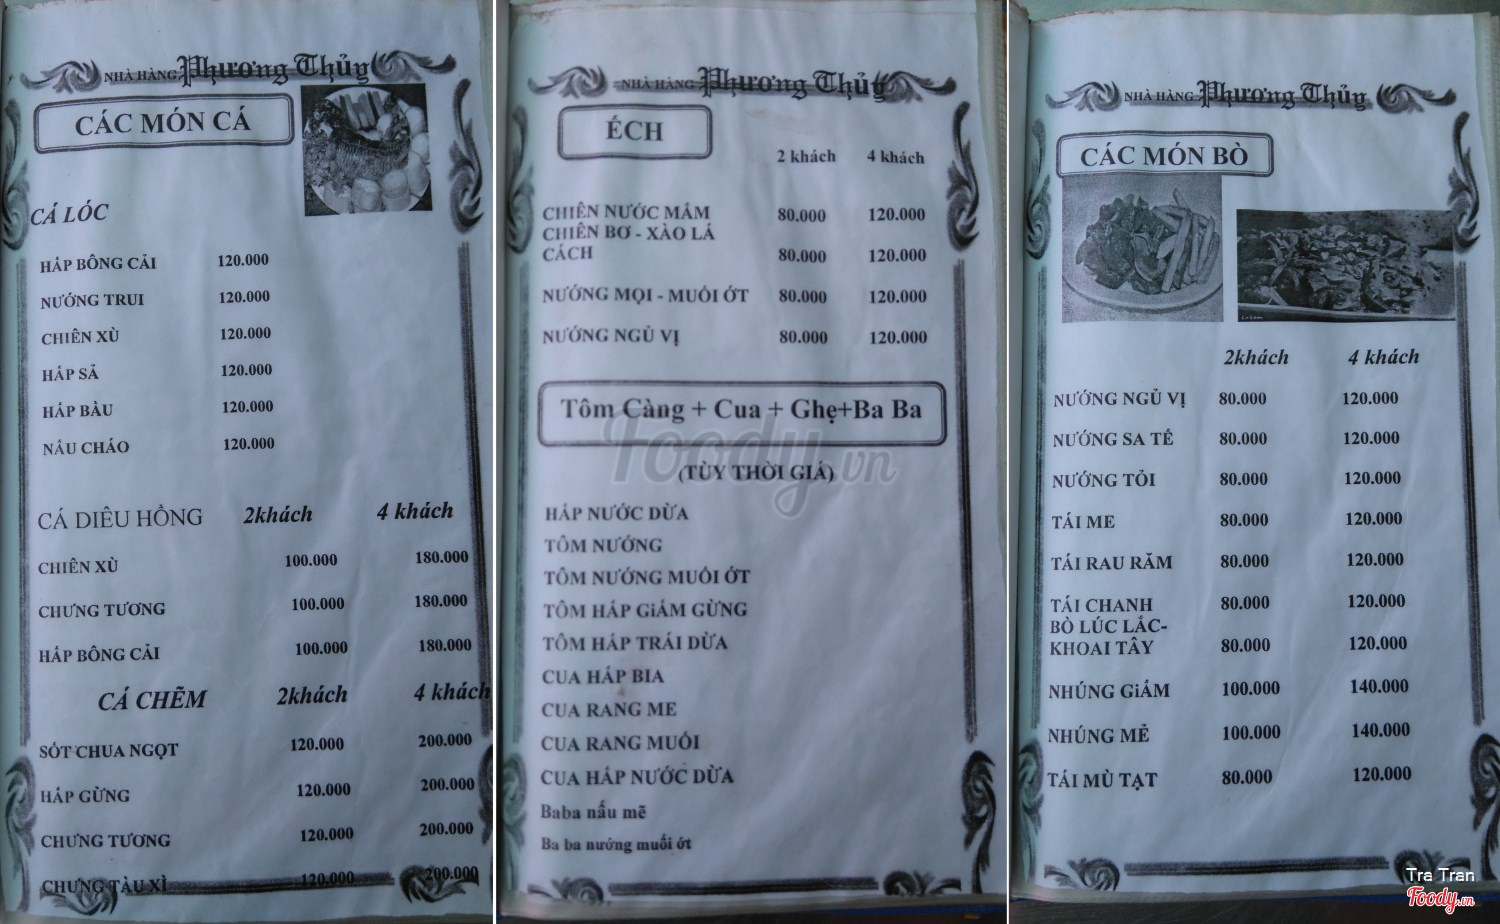 NHÀ HÀNG Phương Thủy
CÁC MÓN CÁ
CÁ LÓC
HẤP BÔNG CẢI 120.000
NƯỚNG TRUI 120.000
CHIÊN XÙ 120.000
HẤP SẢ 120.000
HẤP BẦU 120.000
NẤU CHÁO 120.000
CÁ DIÊU HỒNG 2khách 4 khách
CHIÊN XÙ 100.000 180.000
CHƯNG TƯƠNG 100.000 180.000
HẤP BÔNG CẢI 100.000 180.000
CÁ CHẼM 2khách 4 khách
SỐT CHUA NGỌT 120.000 200.000
HẤP GỪNG 120.000 200.000
CHƯNG TƯƠNG 120.000 200.000
CHƯNG TÀU XÌ 120.000 200.000
NHÀ HÀNG Phương Thủy
ẾCH
2 khách 4 khách
CHIÊN NƯỚC MẮM 80.000 120.000
CHIÊN BƠ - XÀO LÁ
CÁCH 80.000 120.000
NƯỚNG MỌI - MUỐI ỚT 80.000 120.000
NƯỚNG NGỦ VỊ 80.000 120.000
Tôm Càng + Cua + Ghẹ+Ba Ba
(TÙY THỜI GIÁ)
HẤP NƯỚC DỪA
TÔM NƯỚNG
TÔM NƯỚNG MUỐI ỚT
TÔM HẤP GiẤM GỪNG
TÔM HẤP TRÁI DỪA
CUA HẤP BIA
CUA RANG ME
CUA RANG MUỐI
CUA HẤP NƯỚC DỪA
Baba nấu mẽ
Ba ba nướng muối ớt
Foody.vn
NHÀ HÀNG Phương Thủy
CÁC MÓN BÒ
2khách 4 khách
NƯỚNG NGỦ VỊ 80.000 120.000
NƯỚNG SA TẾ 80.000 120.000
NƯỚNG TỎI 80.000 120.000
TÁI ME 80.000 120.000
TÁI RAU RĂM 80.000 120.000
TÁI CHANH 80.000 120.000
BÒ LÚC LẮC-
KHOAI TÂY 80.000 120.000
NHÚNG GiẤM 100.000 140.000
NHÚNG MẺ 100.000 140.000
TÁI MÙ TẠT 80.000 120.000
Tra Tran
Foody.vn